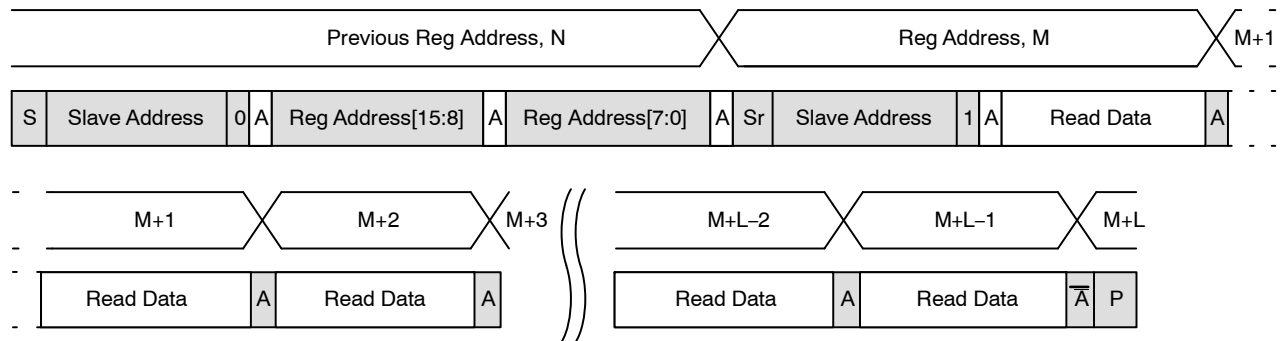 Previous Reg Address, N Reg Address, M M+1
S Slave Address 0 A Reg Address[15:8] A Reg Address[7:0] A Sr Slave Address 1 A Read Data A
M+1 M+2 M+3 M+L–2 M+L–1 M+L
Read Data A Read Data A Read Data A Read Data A̅ P